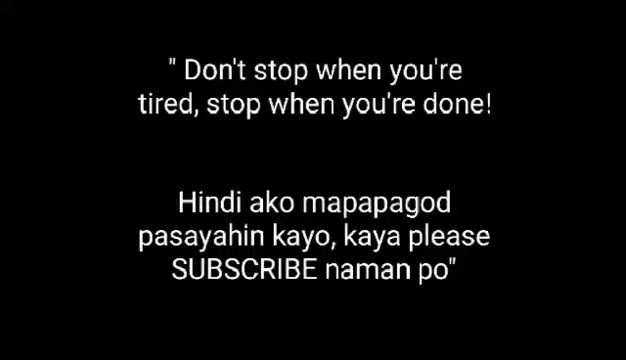 " Don't stop when you're
tired, stop when you're done!
Hindi ako mapapagod
pasayahin kayo, kaya please
SUBSCRIBE naman po"